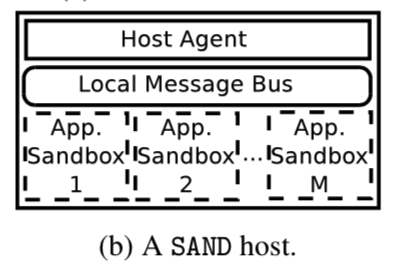 Host Agent
Local Message Bus
App. App. App.
Sandbox Sandbox ... Sandbox
1 2 M
(b) A SAND host.